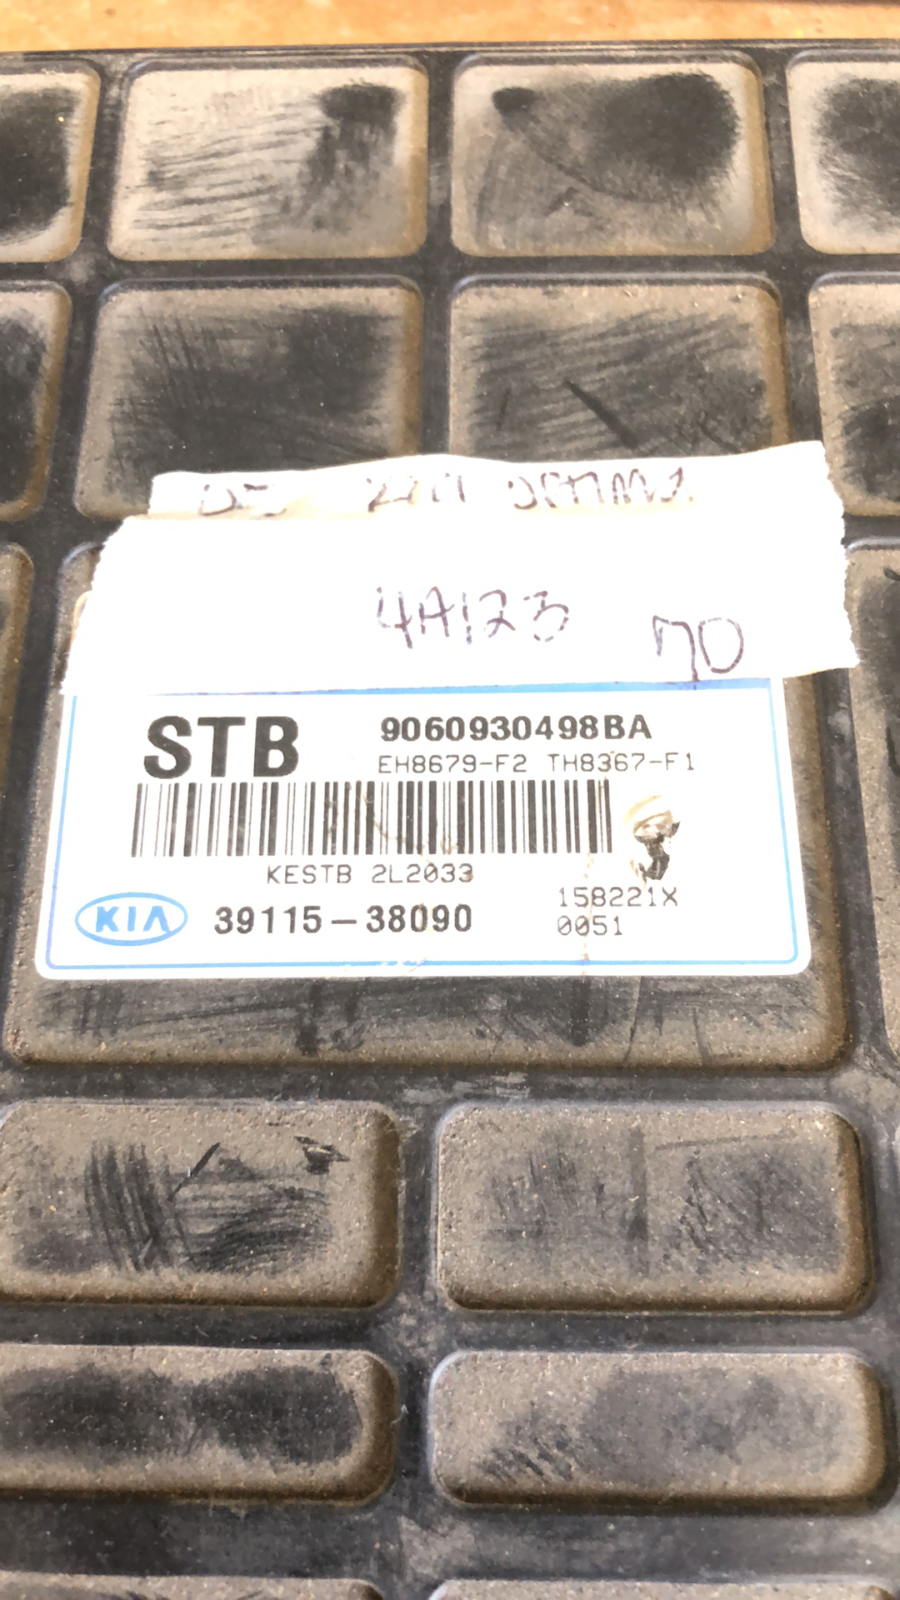 4A123
70
STB 9060930498BA
EH8679-F2 TH8367-F1
KESTB 2L2033
158221X
KIA 39115-38090
0051